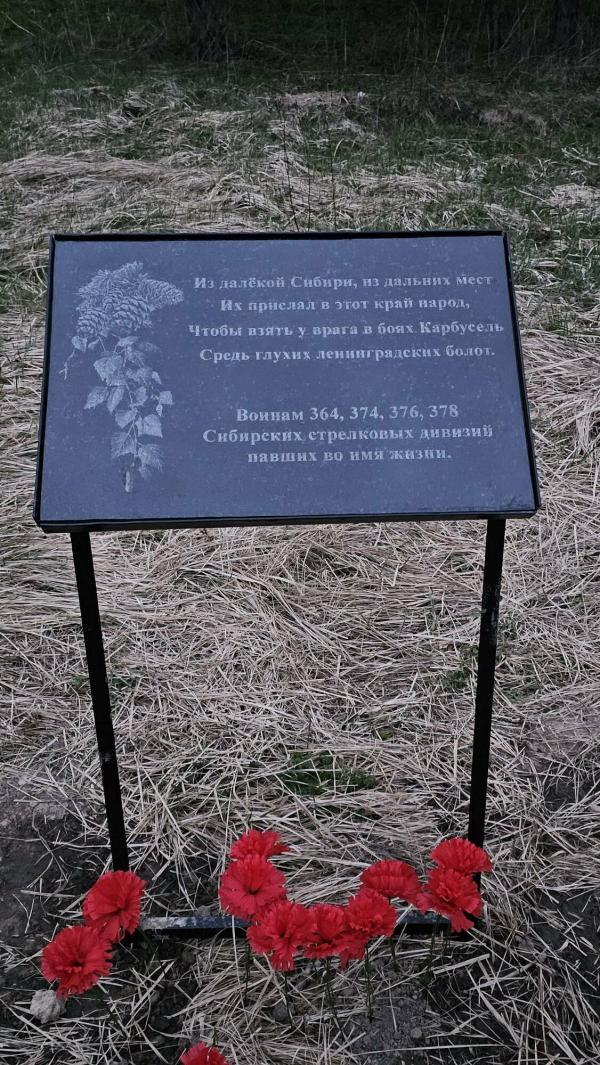 Из далёкой Сибири, из дальних мест
Их прислал в этот край народ,
Чтобы взять у врага в боях Карбусель
Средь глухих ленинградских болот.
Воинам 364, 374, 376, 378
Сибирских стрелковых дивизий
павших во имя жизни.